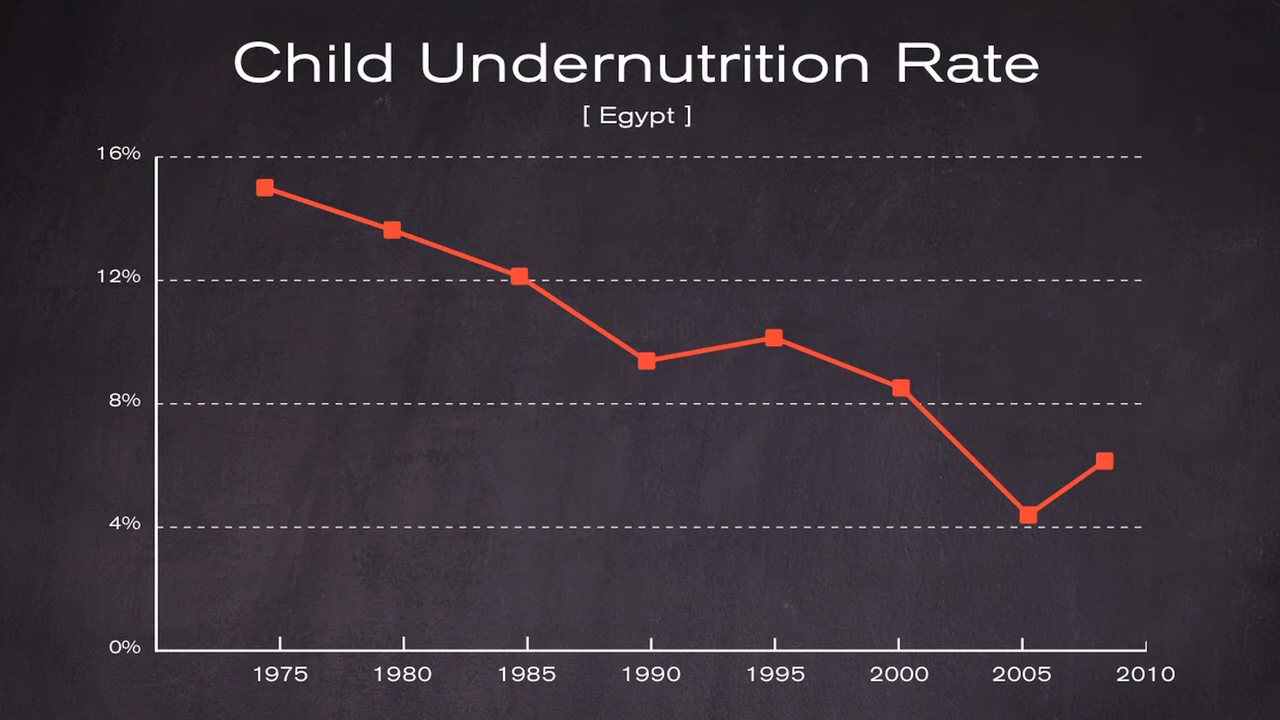 Child Undernutrition Rate
[ Egypt ]
16%
12%
8%
4%
0%
1975 1980 1985 1990 1995 2000 2005 2010